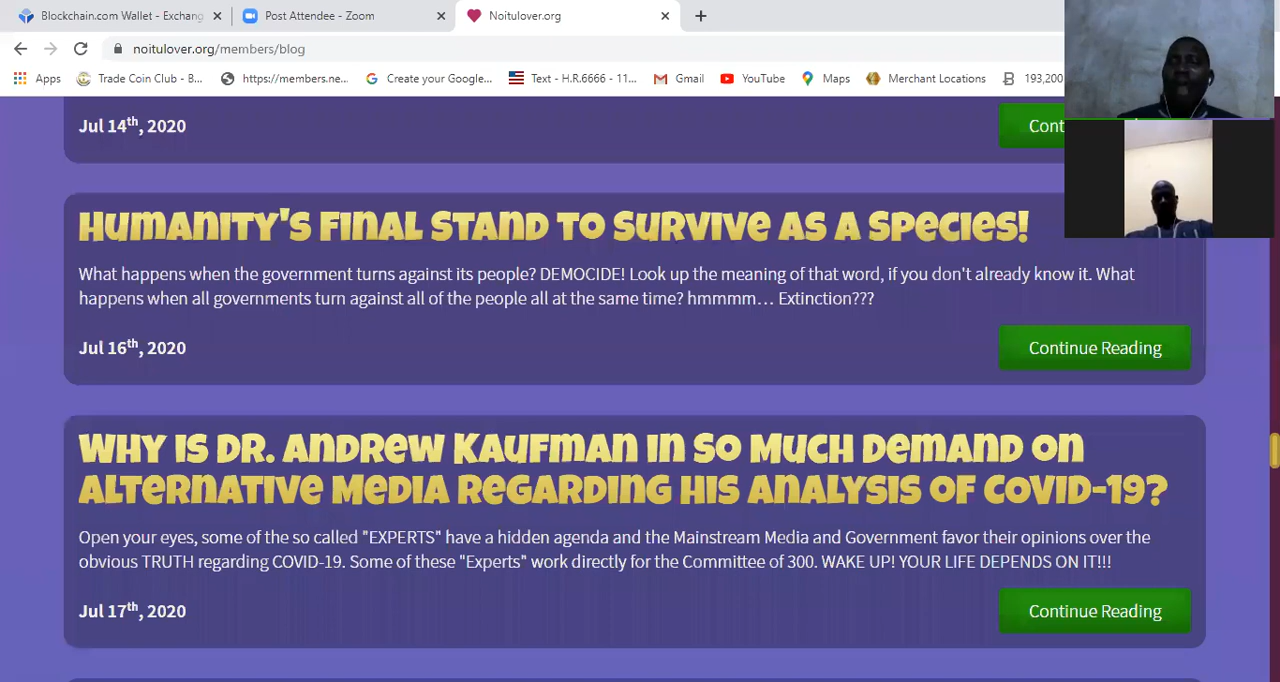 Blockchain.com Wallet - Exchang
Post Attendee - Zoom
Noitulover.org
noitulover.org/members/blog
Apps
Trade Coin Club - B...
https://members.ne...
Create your Google...
Text - H.R.6666 - 11...
Gmail
YouTube
Maps
Merchant Locations
193,200
Jul 14th, 2020
Cont
Humanity's Final Stand to Survive as a Species!
What happens when the government turns against its people? DEMOCIDE! Look up the meaning of that word, if you don't already know it. What
happens when all governments turn against all of the people all at the same time? hmmmm... Extinction???
Jul 16th, 2020
Continue Reading
Why is Dr. Andrew Kaufman in so Much Demand on
Alternative Media Regarding His Analysis of COVID-19?
Open your eyes, some of the so called "EXPERTS" have a hidden agenda and the Mainstream Media and Government favor their opinions over the
obvious TRUTH regarding COVID-19. Some of these "Experts" work directly for the Committee of 300. WAKE UP! YOUR LIFE DEPENDS ON IT!!!
Jul 17th, 2020
Continue Reading